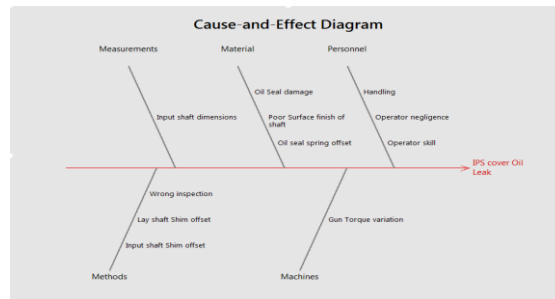 Cause-and-Effect Diagram
Measurements
Material
Personnel
Oil Seal damage
Handling
Input shaft dimensions
Poor Surface finish of
shaft
Operator negligence
Oil seal spring offset
Operator skill
IPS cover Oil
Leak
Wrong inspection
Lay shaft Shim offset
Gun Torque variation
Input shaft Shim offset
Methods
Machines